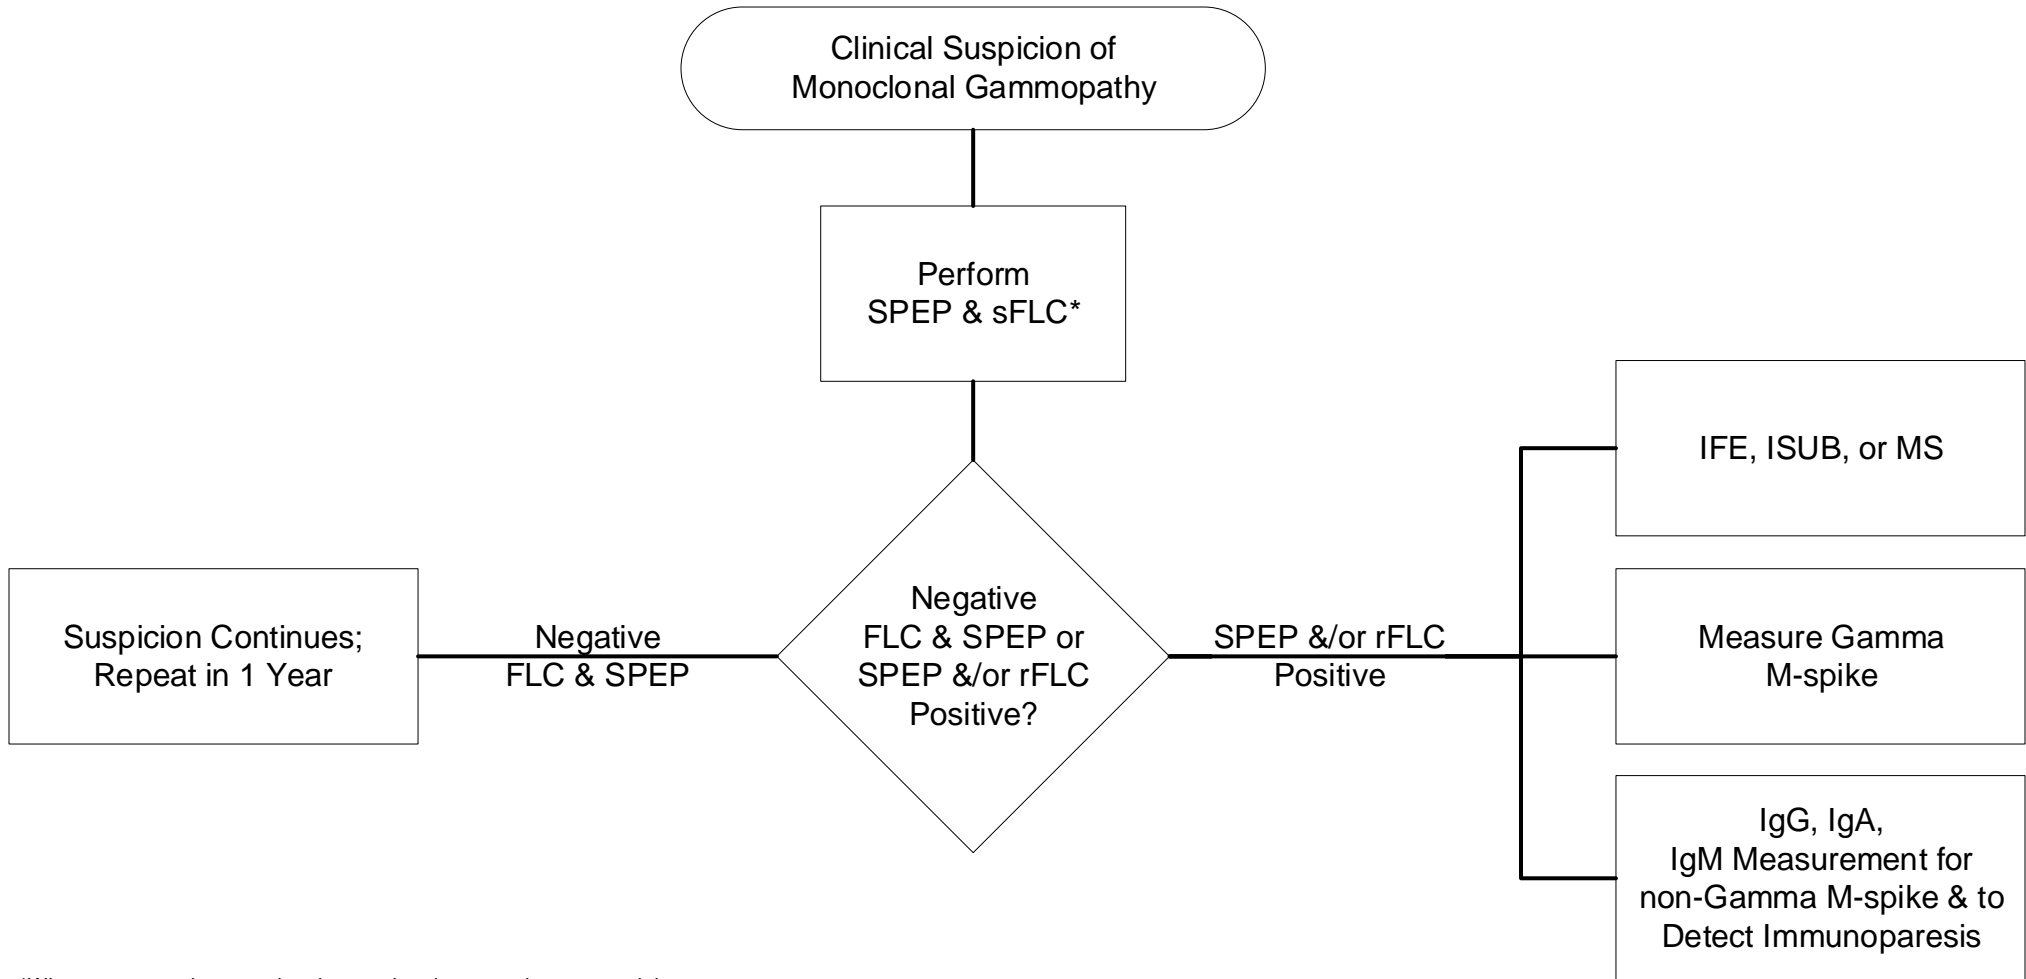 Clinical Suspicion of
Monoclonal Gammopathy
Perform
SPEP & sFLC*
Negative
FLC & SPEP or
SPEP &/or rFLC
Positive?
Suspicion Continues;
Repeat in 1 Year
Negative
FLC & SPEP
SPEP &/or rFLC
Positive
IFE, ISUB, or MS
Measure Gamma
M-spike
IgG, IgA,
IgM Measurement for
non-Gamma M-spike & to
Detect Immunoparesis